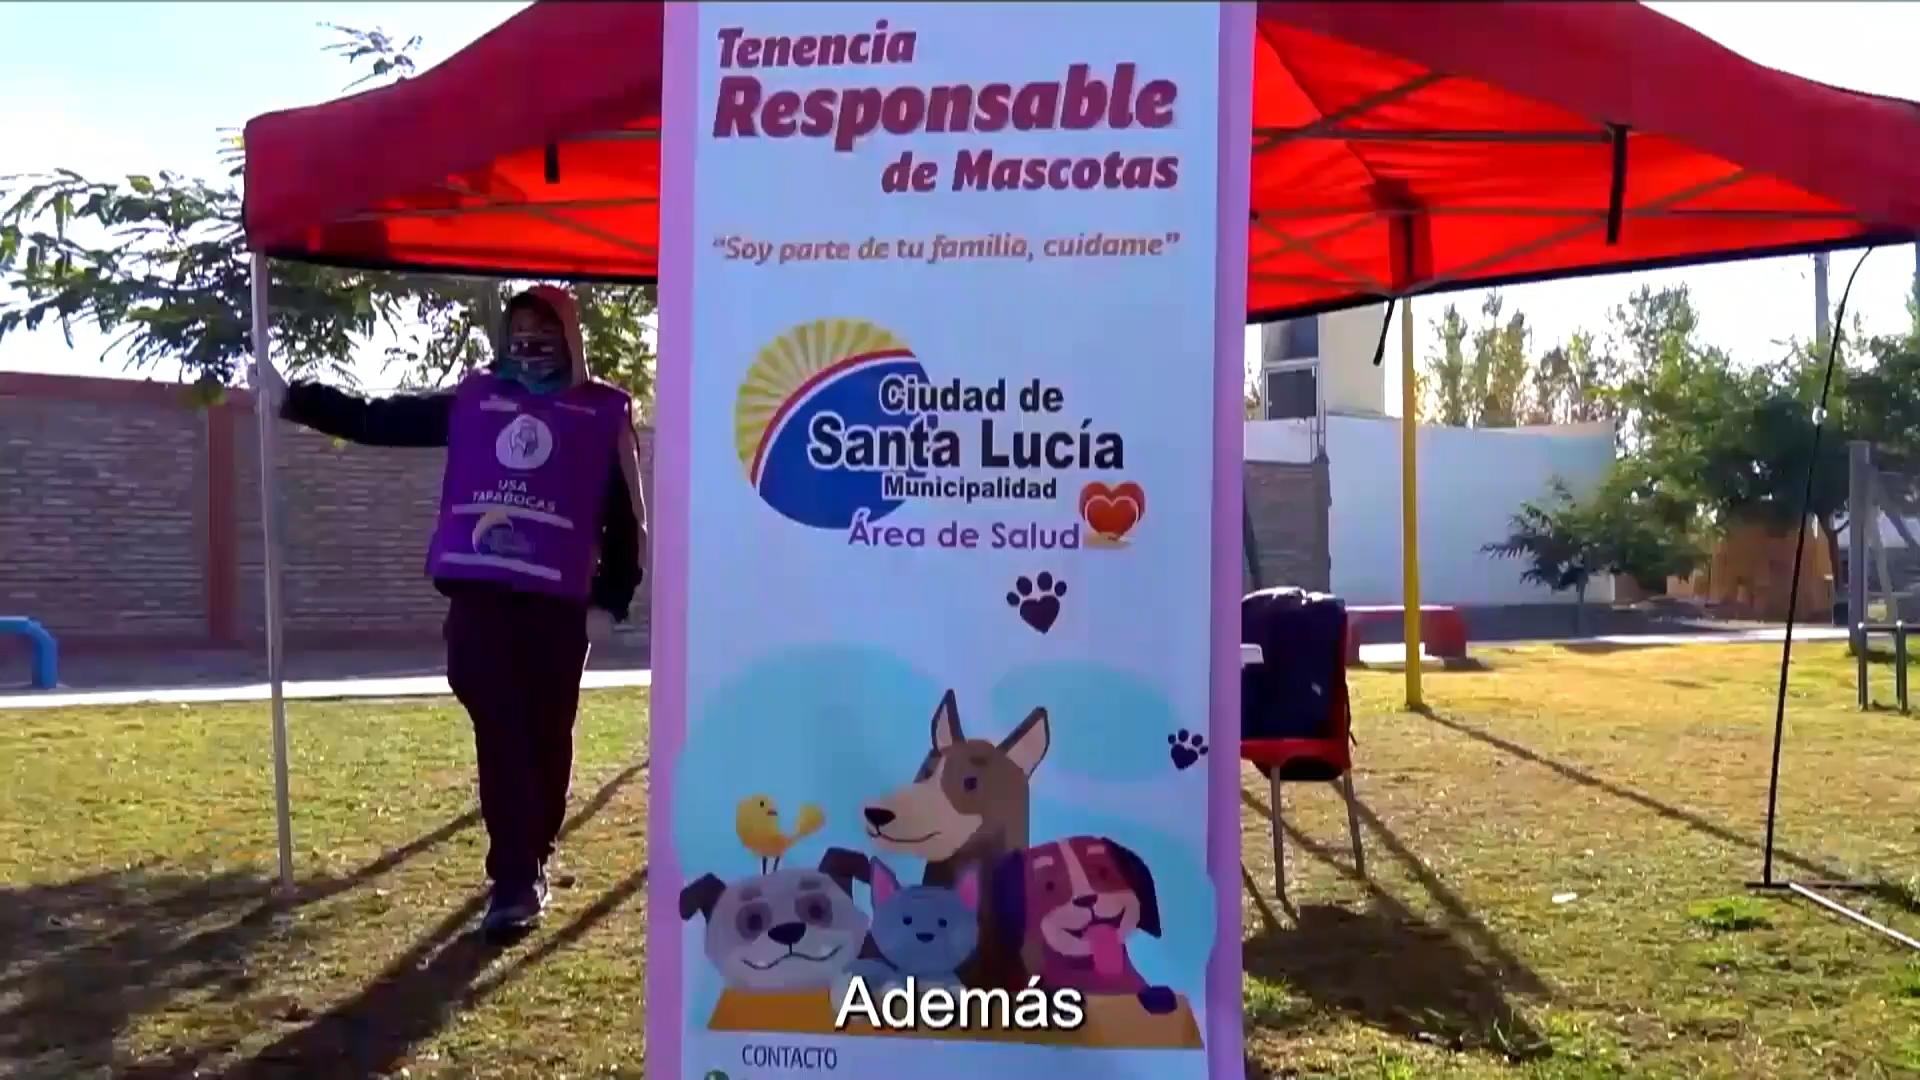 Tenencia
Responsable
de Mascotas
“Soy parte de tu familia, cuidame”
Ciudad de
Santa Lucía
Municipalidad
Área de Salud
USA
TAPABOCAS
Además
CONTACTO